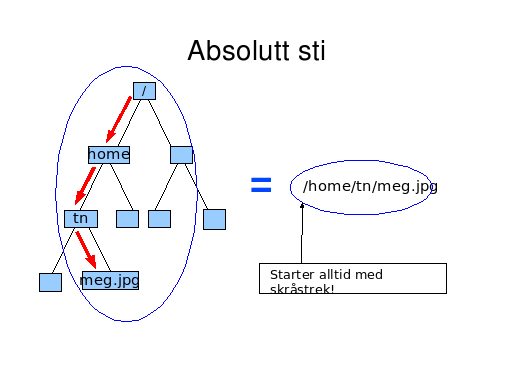 Absolutt sti
/
home
=
/home/tn/meg.jpg
tn
meg.jpg
Starter alltid med
skråstrek!